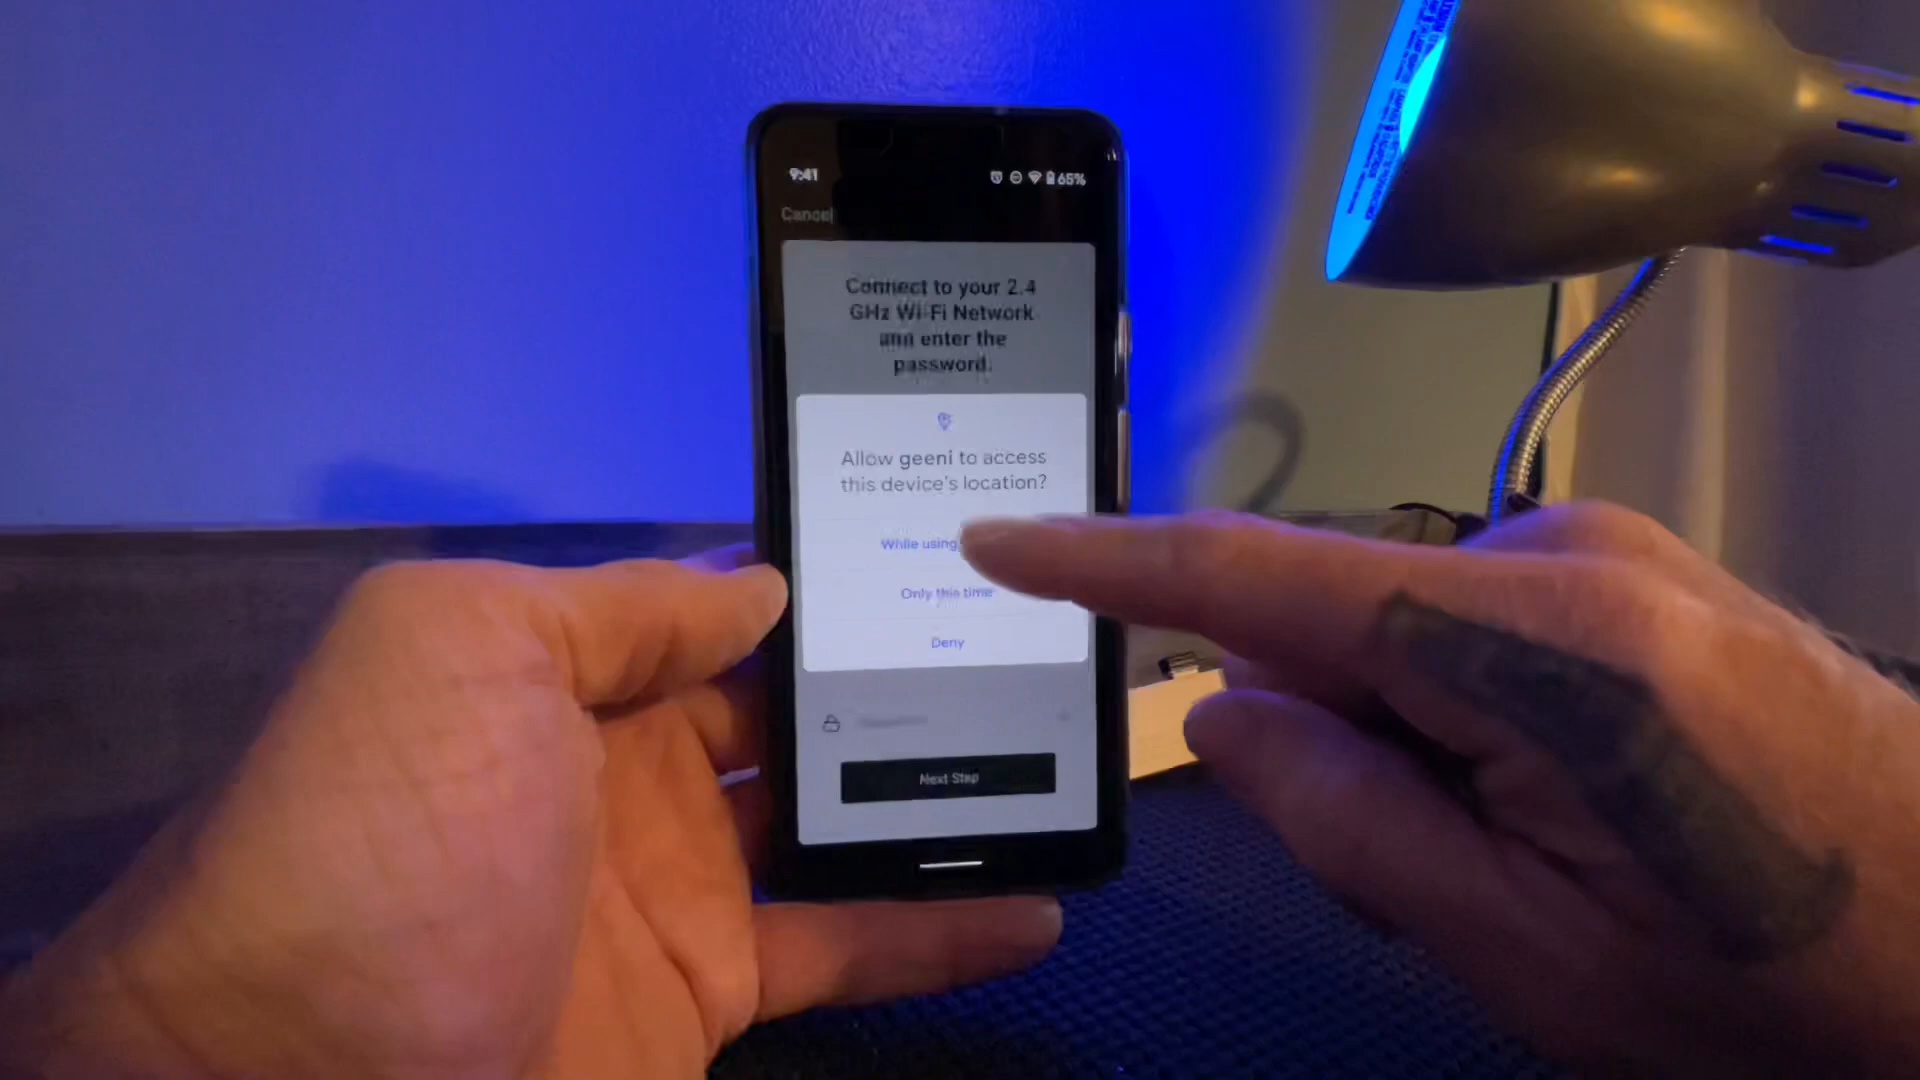 9:41
65%
Cancel
Connect to your 2.4
GHz Wi-Fi Network
and enter the
password.
Allow geeni to access
this device's location?
While using
Only this time
Deny
Next Step